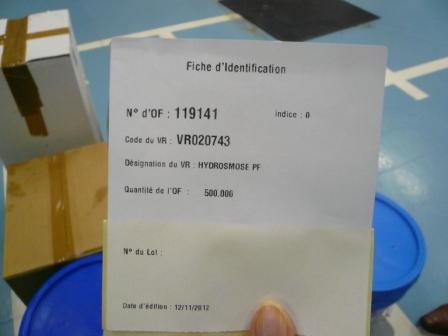 Fiche d'Identification
N° d'OF : 119141 indice : 0
Code du VR : VR020743
Désignation du VR : HYDROSMOSE PF
Quantité de l'OF : 500.000
N° du Lot :
Date d'édition : 12/11/2012